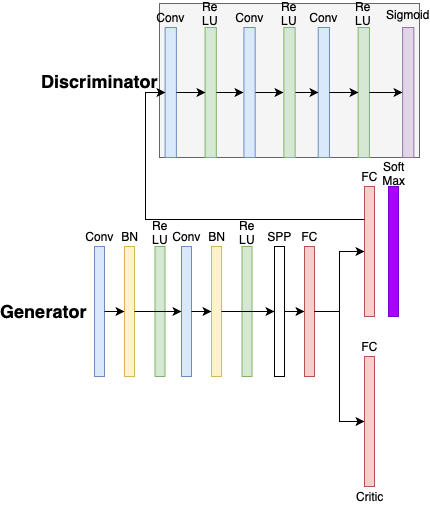 Conv
Re
LU
Conv
Re
LU
Conv
Re
LU
Sigmoid
Discriminator
FC
Soft
Max
Conv
BN
Re
LU
Conv
BN
Re
LU
SPP
FC
Generator
FC
Critic